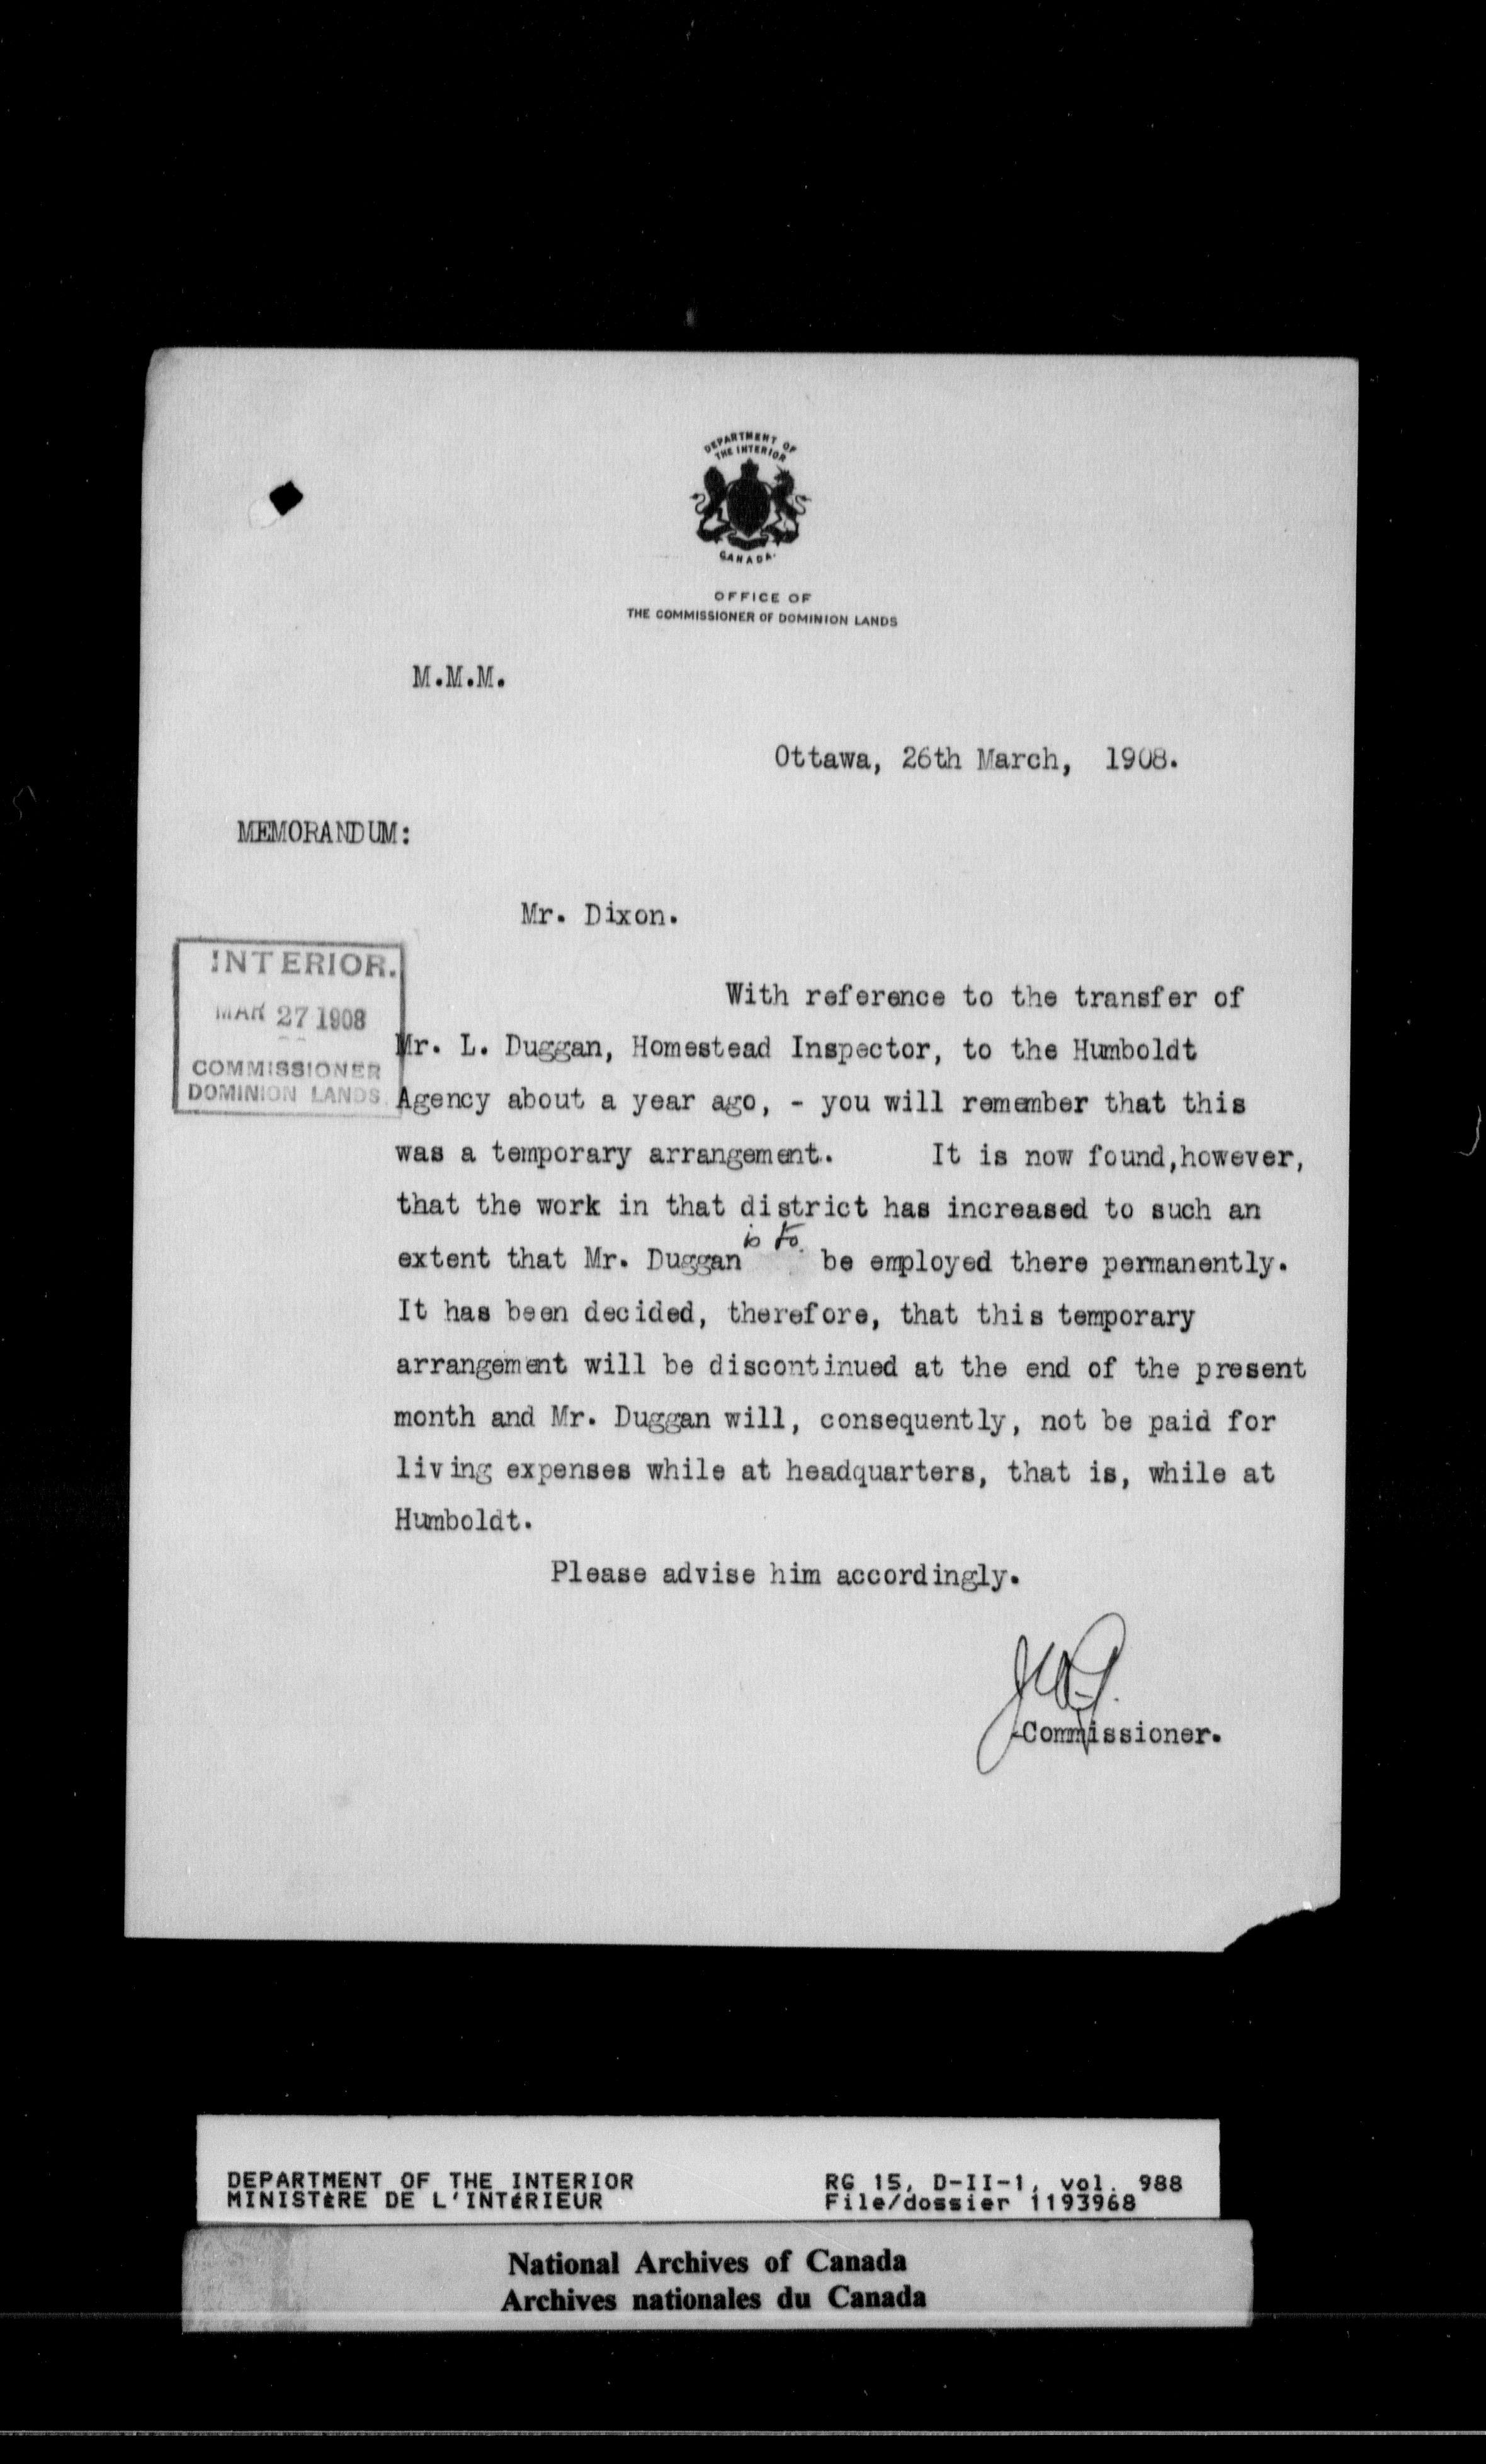 DEPARTMENT OF
THE INTERIOR
CANADA.
OFFICE OF
THE COMMISSIONER OF DOMINION LANDS
M.M.M.
Ottawa, 26th March, 1908.
MEMORANDUM:
Mr. Dixon.
INTERIOR.
MAR 27 1908
COMMISSIONER
DOMINION LANDS
With reference to the transfer of
Mr. L. Duggan, Homestead Inspector, to the Humboldt
Agency about a year ago, - you will remember that this
was a temporary arrangement. It is now found,however,
that the work in that district has increased to such an
extent that Mr. Duggan is to be employed there permanently.
It has been decided, therefore, that this temporary
arrangement will be discontinued at the end of the present
month and Mr. Duggan will, consequently, not be paid for
living expenses while at headquarters, that is, while at
Humboldt.
Please advise him accordingly.
Commissioner.
DEPARTMENT OF THE INTERIOR
MINISTÈRE DE L'INTÉRIEUR
RG 15, D-II-1, vol. 988
File/dossier 1193968
National Archives of Canada
Archives nationales du Canada